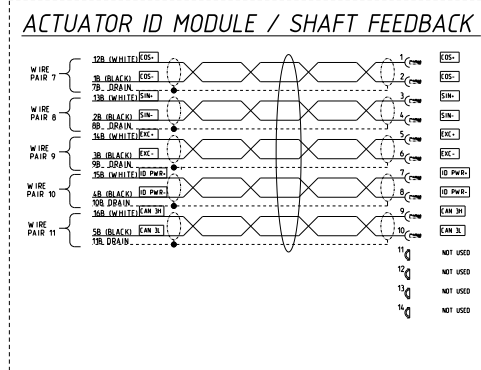 ACTUATOR ID MODULE / SHAFT FEEDBACK
12B (WHITE) COS+ 1 COS+
WIRE PAIR 7
1B (BLACK) COS- 2 COS-
7B DRAIN
13B (WHITE) SIN+ 3 SIN+
WIRE PAIR 8
2B (BLACK) SIN- 4 SIN-
8B DRAIN
14B (WHITE) EXC+ 5 EXC+
WIRE PAIR 9
3B (BLACK) EXC- 6 EXC-
9B DRAIN
15B (WHITE) ID PWR+ 7 ID PWR+
WIRE PAIR 10
4B (BLACK) ID PWR- 8 ID PWR-
10B DRAIN
16B (WHITE) CAN 3H 9 CAN 3H
WIRE PAIR 11
5B (BLACK) CAN 3L 10 CAN 3L
11B DRAIN
11 NOT USED
12 NOT USED
13 NOT USED
14 NOT USED